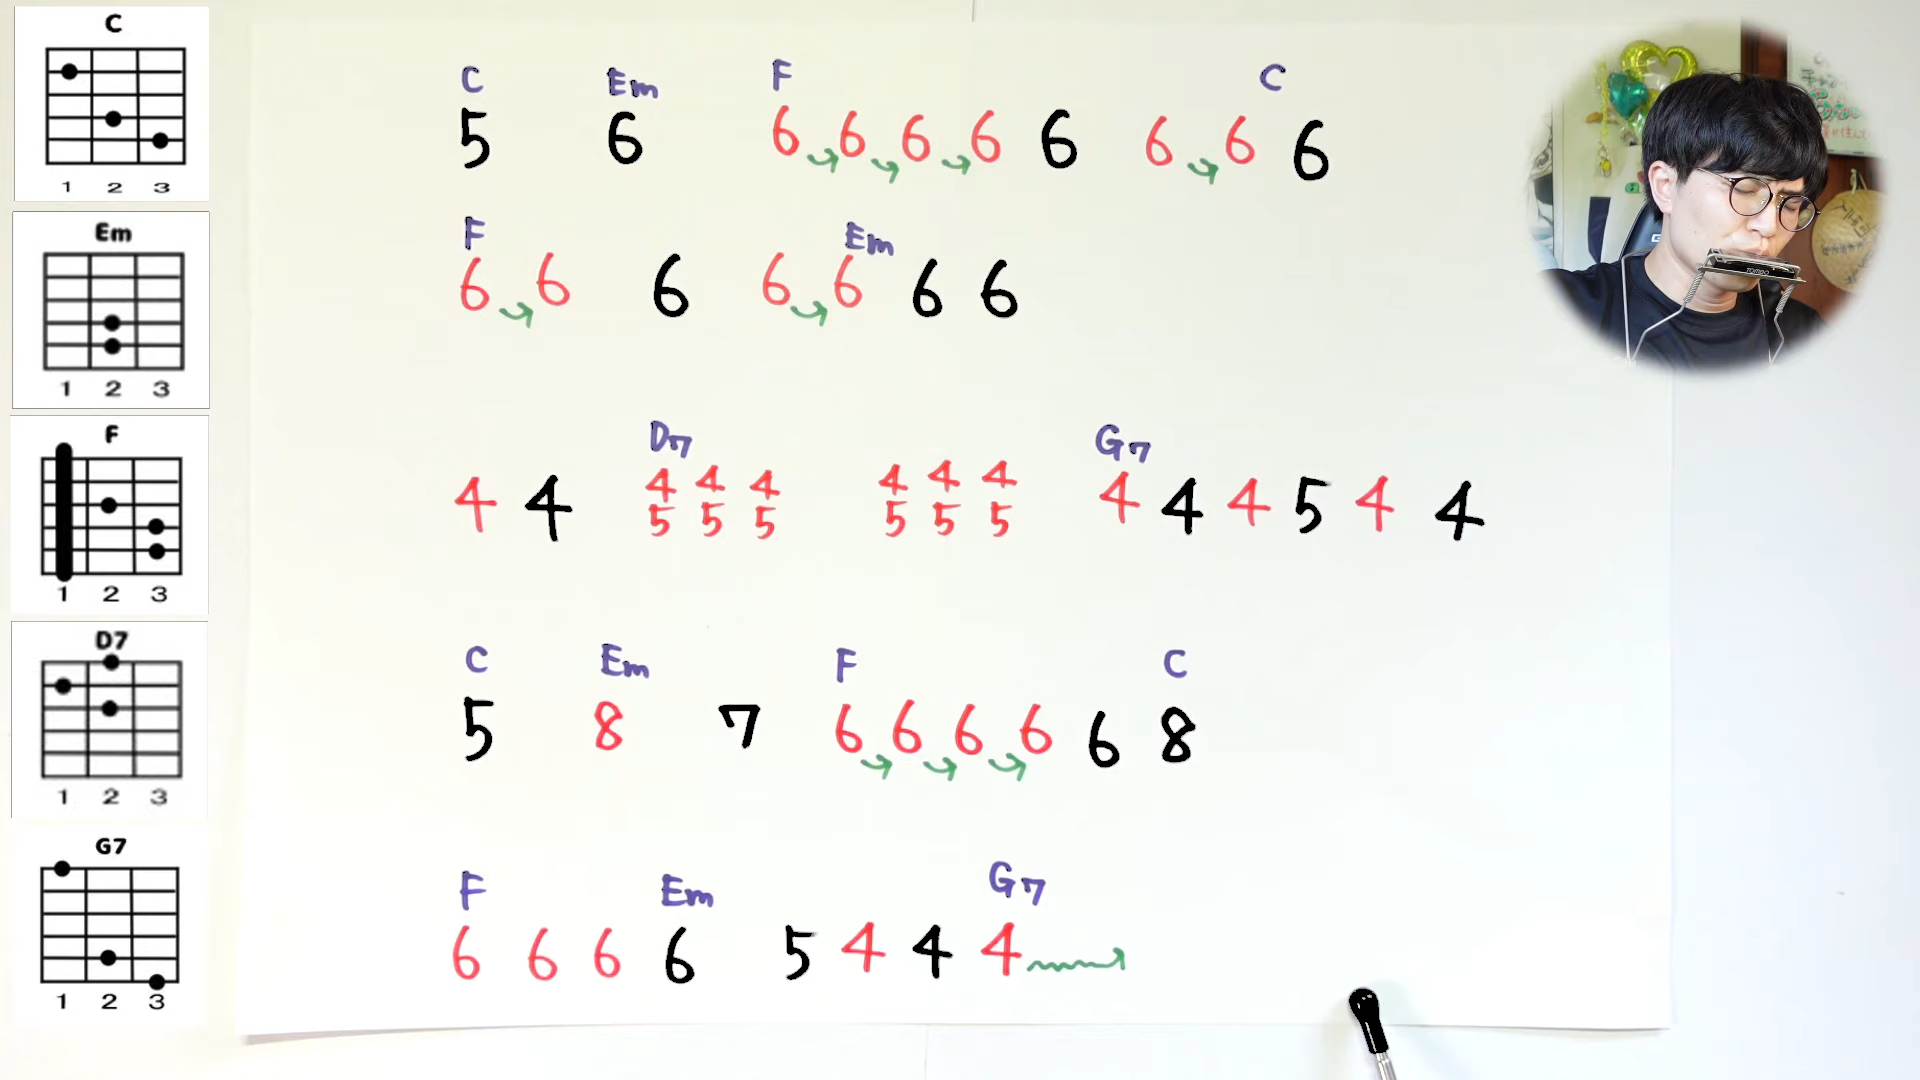 C
1 2 3
Em
1 2 3
F
1 2 3
D7
1 2 3
G7
1 2 3
C Em F C
5 6 6 6 6 6 6 6 6 6
F Em
6 6 6 6 6 6 6
D7 G7
4 4 4 4 4 4 4 4 4 4 4 5 4 4
5 5 5 5 5 5
C Em F C
5 8 7 6 6 6 6 6 8
F Em G7
6 6 6 6 5 4 4 4
TOMBO